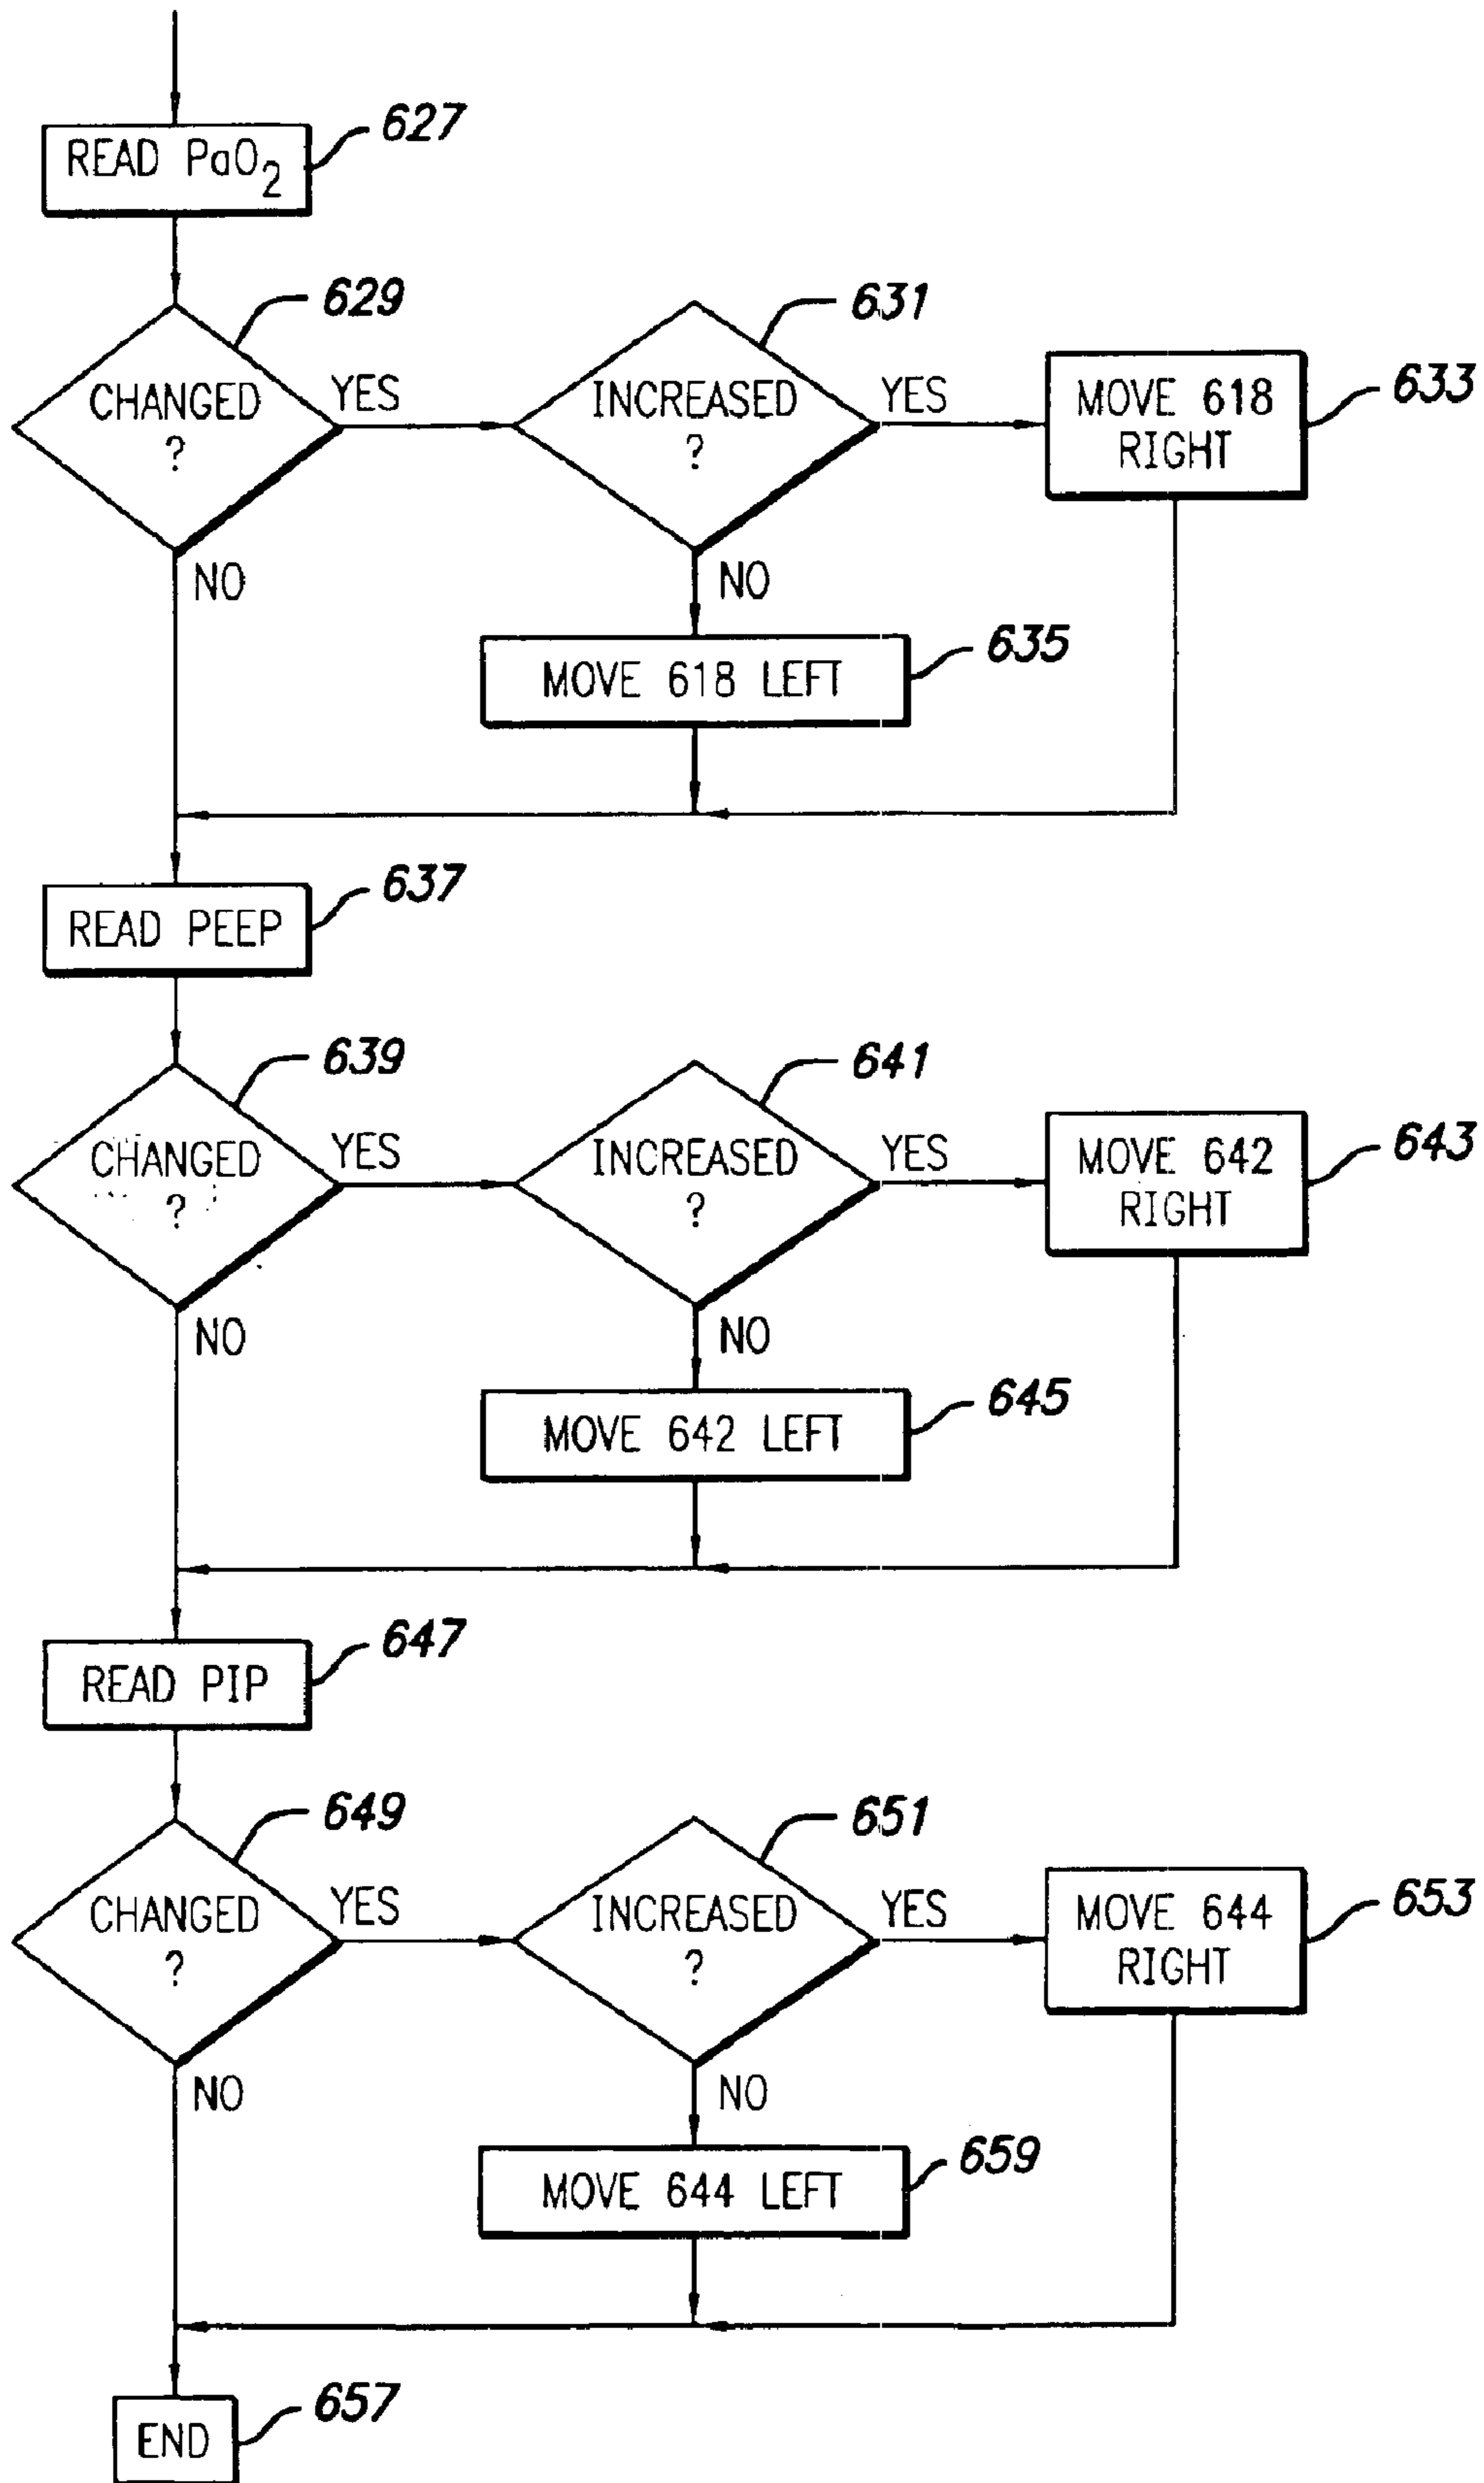 627
READ PaO2
629
631
CHANGED
?
YES
INCREASED
?
YES
MOVE 618
RIGHT
633
NO
NO
MOVE 618 LEFT
635
637
READ PEEP
639
641
CHANGED
?
YES
INCREASED
?
YES
MOVE 642
RIGHT
643
NO
NO
MOVE 642 LEFT
645
647
READ PIP
649
651
CHANGED
?
YES
INCREASED
?
YES
MOVE 644
RIGHT
653
NO
NO
MOVE 644 LEFT
659
END
657